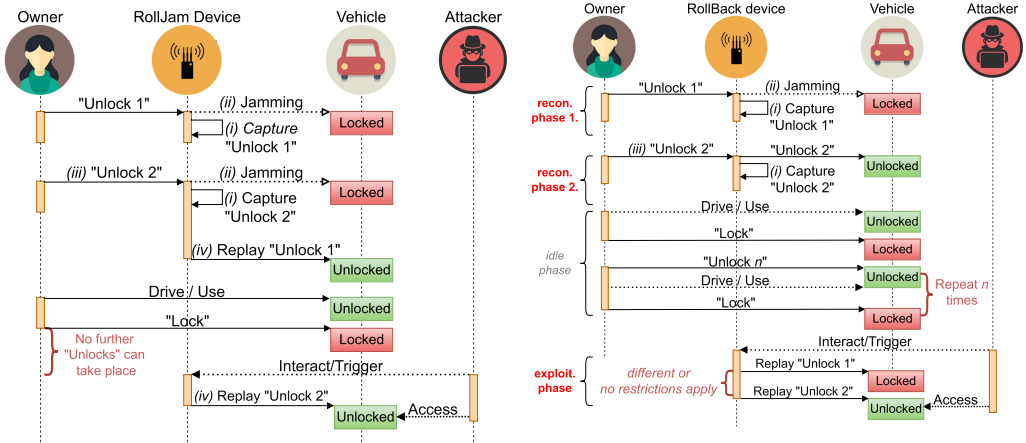 Owner
RollJam Device
Vehicle
Attacker
"Unlock 1"
(ii) Jamming
Locked
(i) Capture
"Unlock 1"
(iii) "Unlock 2"
(ii) Jamming
Locked
(i) Capture
"Unlock 2"
(iv) Replay "Unlock 1"
Unlocked
Drive / Use
Unlocked
"Lock"
Locked
No further
"Unlocks" can
take place
Interact/Trigger
(iv) Replay "Unlock 2"
Unlocked
Access
Owner
RollBack device
Vehicle
Attacker
recon.
phase 1.
"Unlock 1"
(ii) Jamming
Locked
(i) Capture
"Unlock 1"
recon.
phase 2.
(iii) "Unlock 2"
"Unlock 2"
Unlocked
(i) Capture
"Unlock 2"
idle
phase
Drive / Use
Unlocked
"Lock"
Locked
"Unlock n"
Unlocked
Drive / Use
"Lock"
Locked
Repeat n
times
Interact/Trigger
exploit.
phase
different or
no restrictions apply
Replay "Unlock 1"
Locked
Replay "Unlock 2"
Unlocked
Access